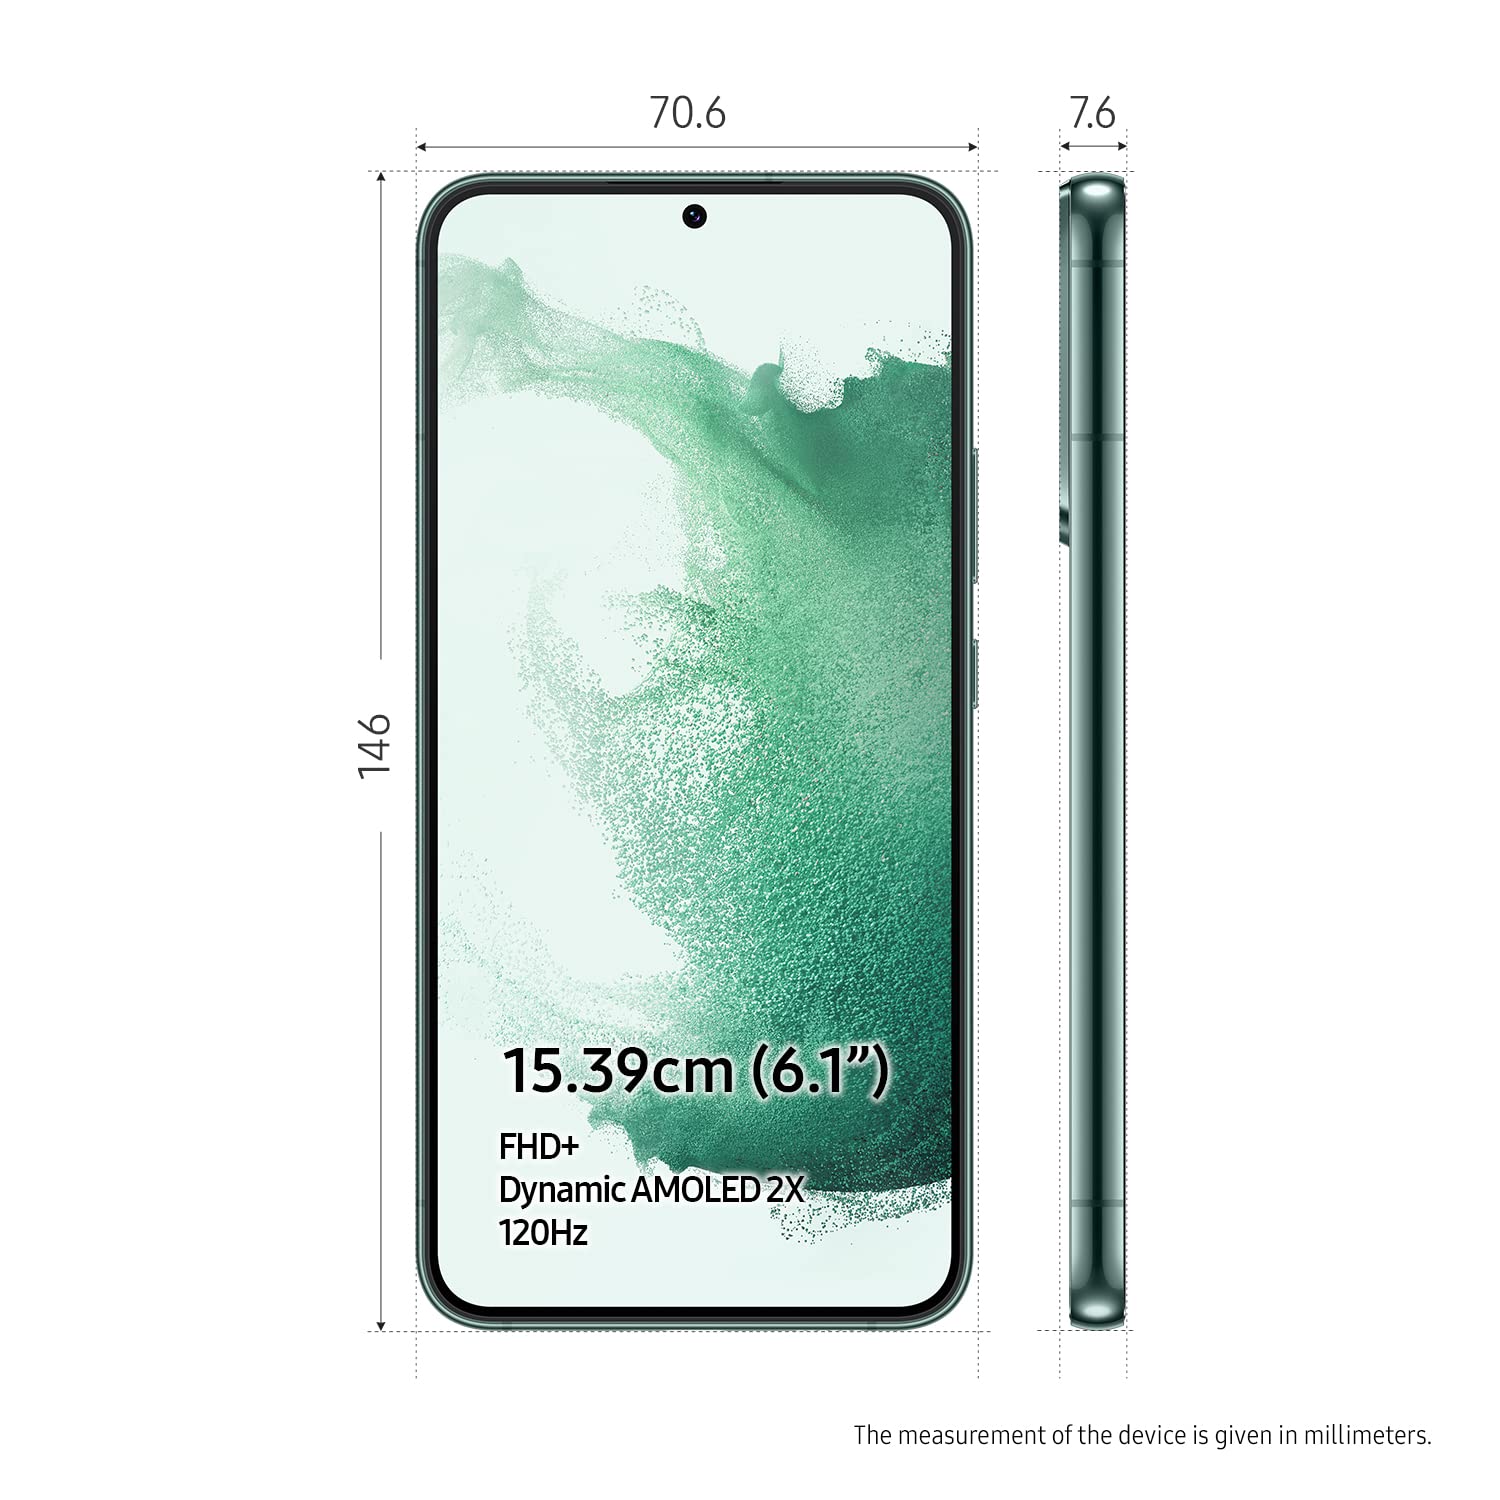 70.6
7.6
146
15.39cm (6.1”)
FHD+
Dynamic AMOLED 2X
120Hz
The measurement of the device is given in millimeters.